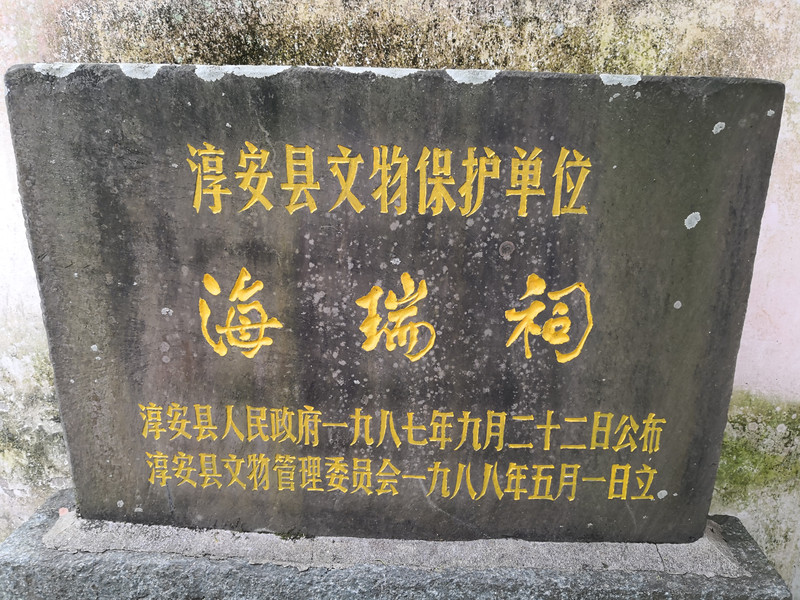 淳安县文物保护单位
海瑞祠
淳安县人民政府一九八七年九月二十二日公布
淳安县文物管理委员会一九八八年五月一日立